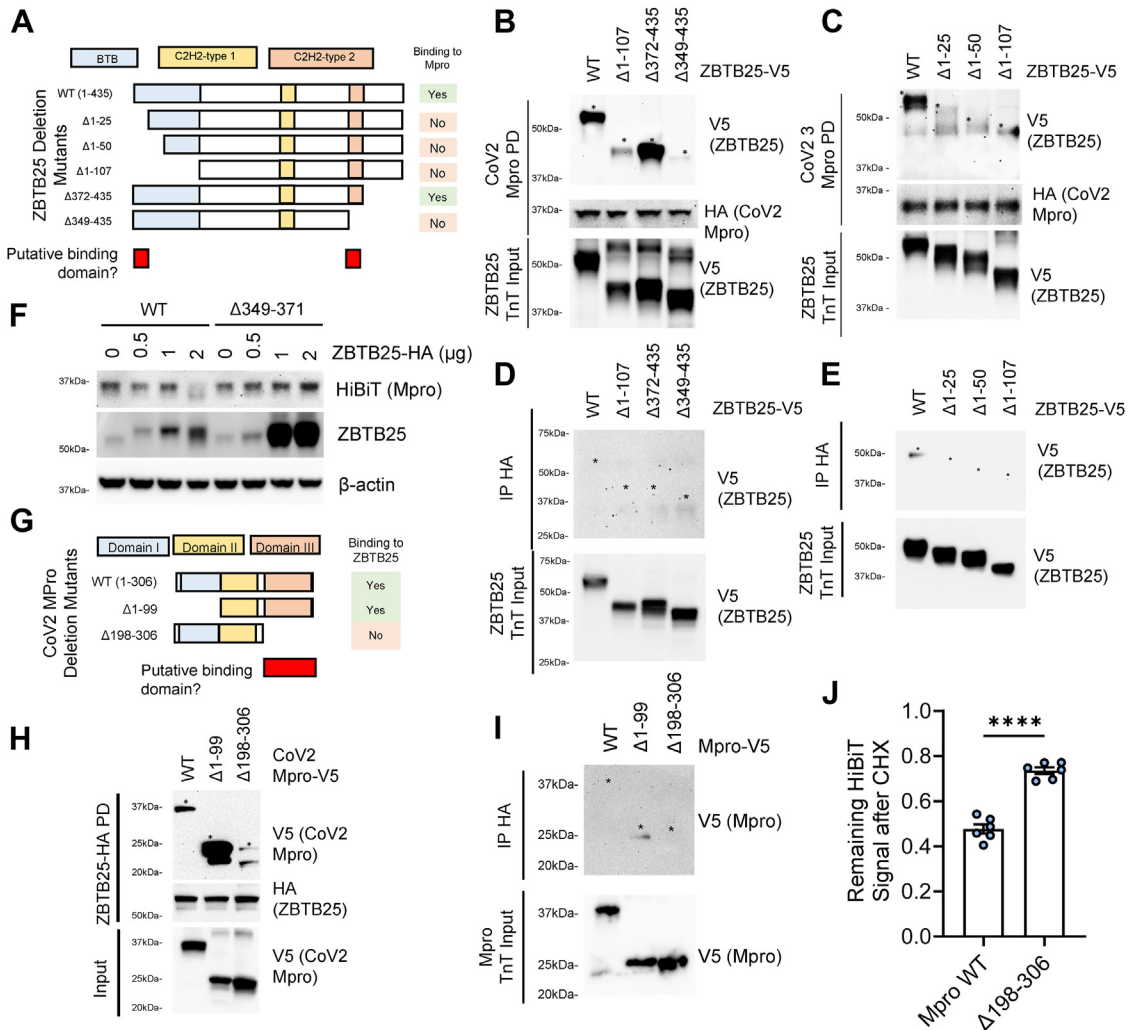 A
BTB
C2H2-type 1
C2H2-type 2
Binding to
Mpro
ZBTB25 Deletion
Mutants
WT (1-435)
Yes
Δ1-25
No
Δ1-50
No
Δ1-107
No
Δ372-435
Yes
Δ349-435
No
Putative binding
domain?
B
WT
Δ1-107
Δ372-435
Δ349-435
ZBTB25-V5
CoV2
Mpro PD
50kDa-
37kDa-
V5
(ZBTB25)
37kDa-
HA (CoV2
Mpro)
ZBTB25
TnT Input
50kDa-
37kDa-
V5
(ZBTB25)
C
WT
Δ1-25
Δ1-50
Δ1-107
ZBTB25-V5
CoV2 3
Mpro PD
50kDa-
37kDa-
V5
(ZBTB25)
37kDa-
HA (CoV2
Mpro)
ZBTB25
TnT Input
50kDa-
37kDa-
V5
(ZBTB25)
F
WT
Δ349-371
0
0.5
1
2
0
0.5
1
2
ZBTB25-HA (µg)
37kDa-
HiBiT (Mpro)
50kDa-
ZBTB25
37kDa-
β-actin
D
WT
Δ1-107
Δ372-435
Δ349-435
ZBTB25-V5
IP HA
75kDa-
50kDa-
37kDa-
25kDa-
V5
(ZBTB25)
ZBTB25
TnT Input
75kDa-
50kDa-
37kDa-
25kDa-
V5
(ZBTB25)
E
WT
Δ1-25
Δ1-50
Δ1-107
ZBTB25-V5
IP HA
50kDa-
37kDa-
V5
(ZBTB25)
ZBTB25
TnT Input
50kDa-
37kDa-
V5
(ZBTB25)
G
Domain I
Domain II
Domain III
Binding to
ZBTB25
CoV2 MPro
Deletion Mutants
WT (1-306)
Yes
Δ1-99
Yes
Δ198-306
No
Putative binding
domain?
H
WT
Δ1-99
Δ198-306
CoV2
Mpro-V5
ZBTB25-HA PD
37kDa-
25kDa-
20kDa-
V5 (CoV2
Mpro)
50kDa-
HA
(ZBTB25)
Input
37kDa-
25kDa-
20kDa-
V5 (CoV2
Mpro)
I
WT
Δ1-99
Δ198-306
Mpro-V5
IP HA
37kDa-
25kDa-
20kDa-
V5 (Mpro)
Mpro
TnT Input
37kDa-
25kDa-
20kDa-
V5 (Mpro)
J
Remaining HiBiT
Signal after CHX
****
1.0
0.8
0.6
0.4
0.2
0.0
Mpro WT
Δ198-306